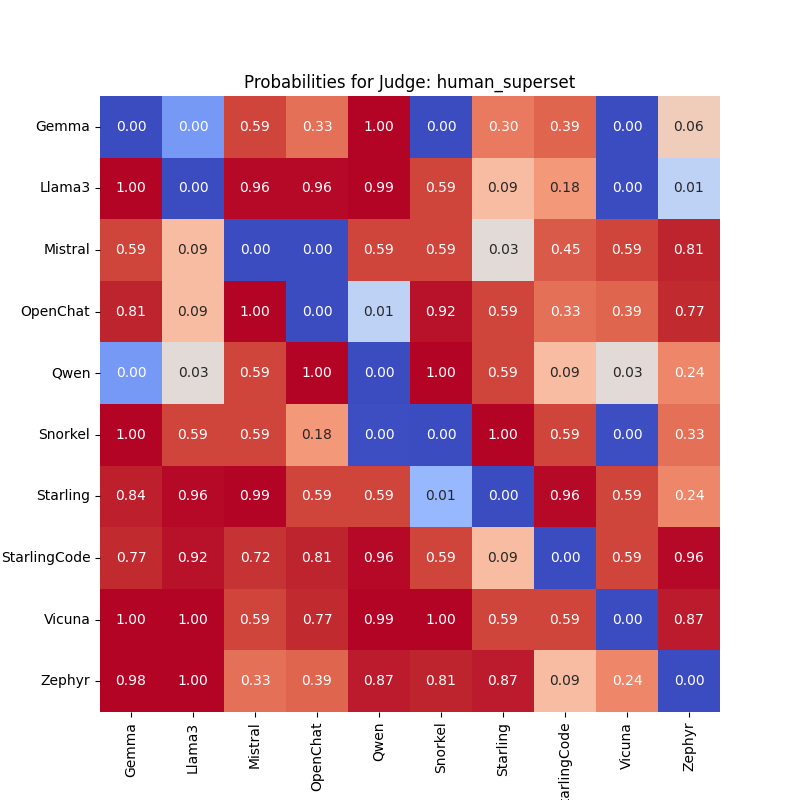 Probabilities for Judge: human_superset
Gemma 0.00 0.00 0.59 0.33 1.00 0.00 0.30 0.39 0.00 0.06
Llama3 1.00 0.00 0.96 0.96 0.99 0.59 0.09 0.18 0.00 0.01
Mistral 0.59 0.09 0.00 0.00 0.59 0.59 0.03 0.45 0.59 0.81
OpenChat 0.81 0.09 1.00 0.00 0.01 0.92 0.59 0.33 0.39 0.77
Qwen 0.00 0.03 0.59 1.00 0.00 1.00 0.59 0.09 0.03 0.24
Snorkel 1.00 0.59 0.59 0.18 0.00 0.00 1.00 0.59 0.00 0.33
Starling 0.84 0.96 0.99 0.59 0.59 0.01 0.00 0.96 0.59 0.24
StarlingCode 0.77 0.92 0.72 0.81 0.96 0.59 0.09 0.00 0.59 0.96
Vicuna 1.00 1.00 0.59 0.77 0.99 1.00 0.59 0.59 0.00 0.87
Zephyr 0.98 1.00 0.33 0.39 0.87 0.81 0.87 0.09 0.24 0.00
Gemma Llama3 Mistral OpenChat Qwen Snorkel Starling arlingCode Vicuna Zephyr